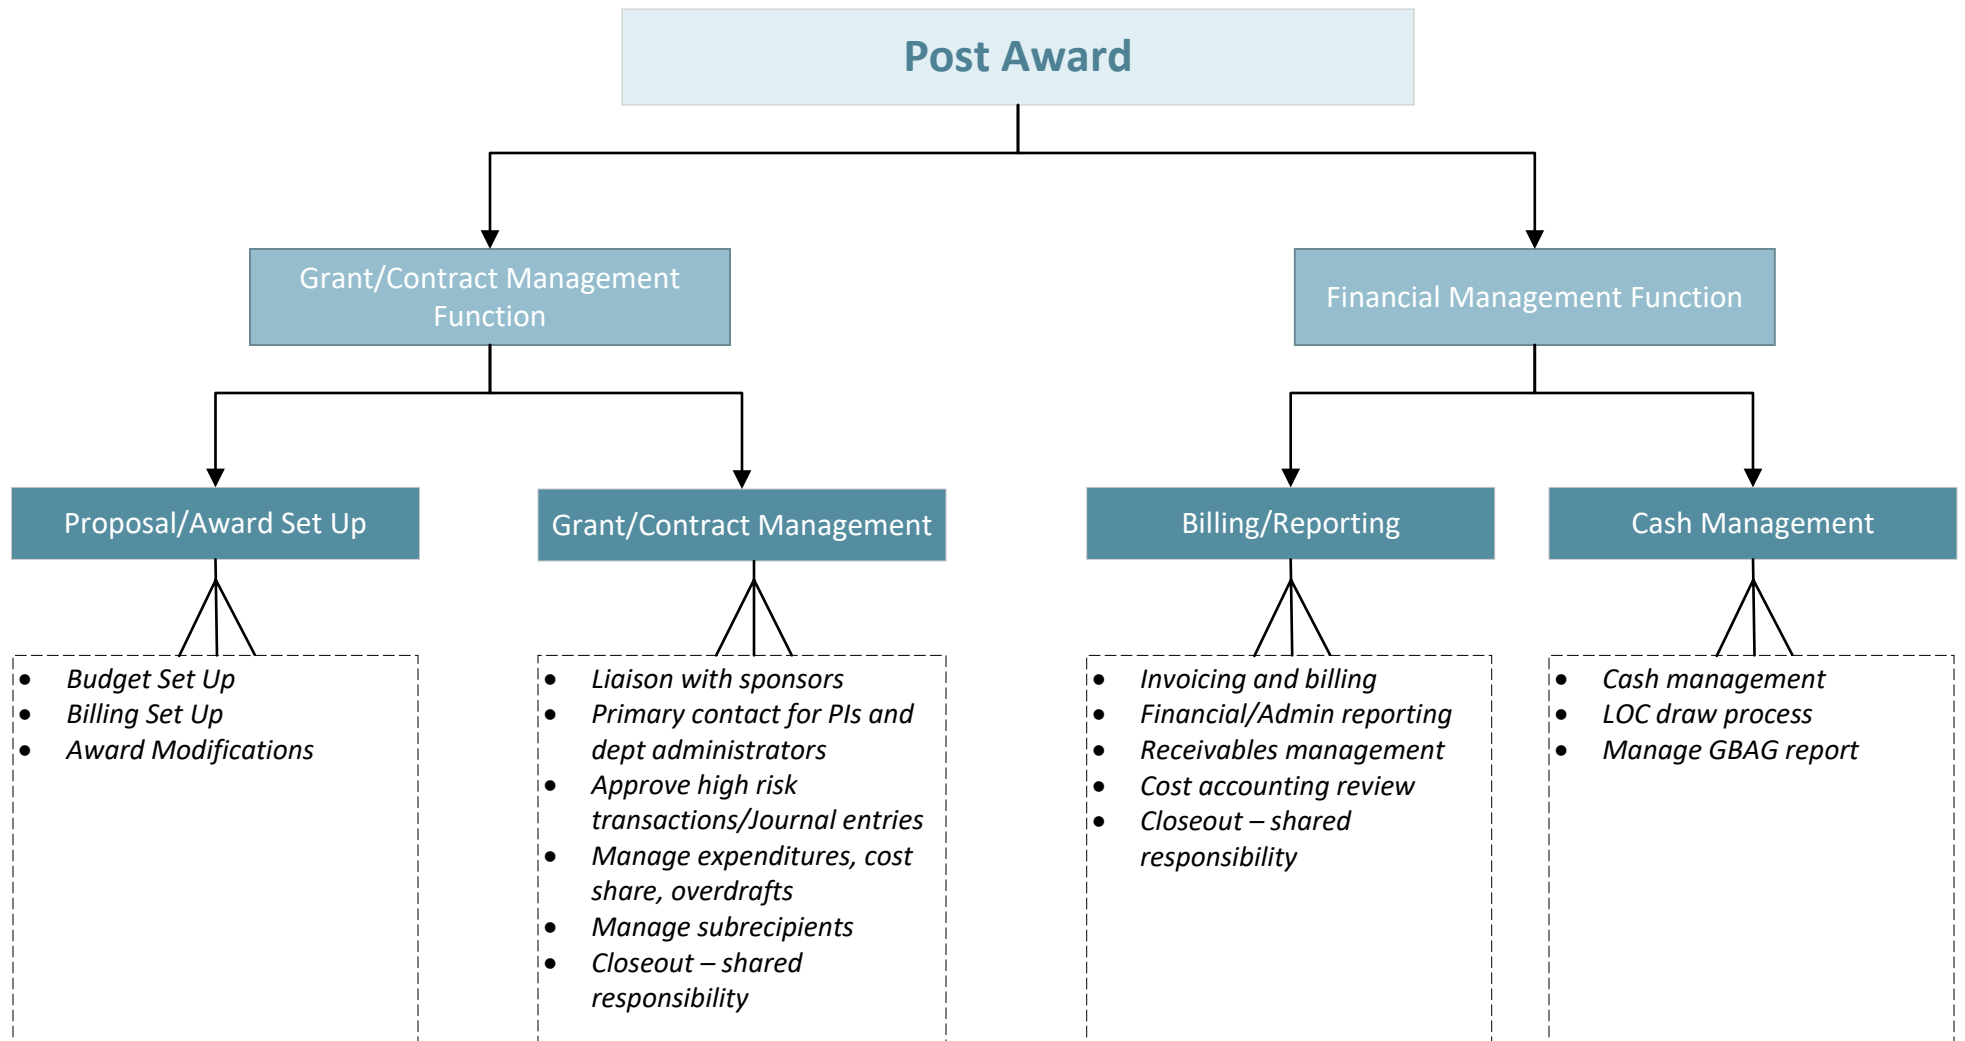 Post Award
Grant/Contract Management
Function
Financial Management Function
Proposal/Award Set Up
Grant/Contract Management
Billing/Reporting
Cash Management
• Budget Set Up
• Billing Set Up
• Award Modifications
• Liaison with sponsors
• Primary contact for PIs and
dept administrators
• Approve high risk
transactions/Journal entries
• Manage expenditures, cost
share, overdrafts
• Manage subrecipients
• Closeout – shared
responsibility
• Invoicing and billing
• Financial/Admin reporting
• Receivables management
• Cost accounting review
• Closeout – shared
responsibility
• Cash management
• LOC draw process
• Manage GBAG report